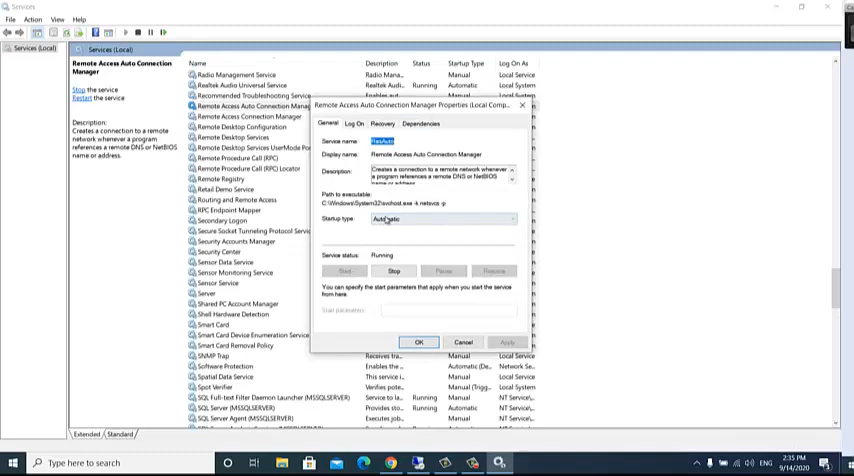 Services
File Action View Help
Services (Local)
Services (Local)
Remote Access Auto Connection Manager
Stop the service
Restart the service
Description:
Creates a connection to a remote
network whenever a program
references a remote DNS or NetBIOS
name or address.
Name Description Status Startup Type Log On As
Radio Management Service Radio Mana... Manual Local Service
Realtek Audio Universal Service Realtek Audi... Running Automatic Local System
Recommended Troubleshooting Service
Remote Access Auto Connection Manag
Remote Access Connection Manager
Remote Desktop Configuration
Remote Desktop Services
Remote Desktop Services UserMode Po
Remote Procedure Call (RPC)
Remote Procedure Call (RPC) Locator
Remote Registry
Retail Demo Service
Routing and Remote Access
RPC Endpoint Mapper
Secondary Logon
Secure Socket Tunneling Protocol Servic
Security Accounts Manager
Security Center
Sensor Data Service
Sensor Monitoring Service
Sensor Service
Server
Shared PC Account Manager
Shell Hardware Detection
Smart Card
Smart Card Device Enumeration Service
Smart Card Removal Policy
SNMP Trap Receives tra... Manual Local Service
Software Protection Enables the ... Automatic (De... Network Se...
Spatial Data Service This service i... Manual Local Service
Spot Verifier Verifies pote... Manual (Trigg... Local System
SQL Full-text Filter Daemon Launcher (MSSQLSERVER) Service to la... Running Manual NT Service\...
SQL Server (MSSQLSERVER) Provides sto... Running Automatic NT Service\...
SQL Server Agent (MSSQLSERVER) Executes job... Manual NT Service\...
Remote Access Auto Connection Manager Properties (Local Comp...
General Log On Recovery Dependencies
Service name: RasAuto
Display name: Remote Access Auto Connection Manager
Description: Creates a connection to a remote network whenever
a program references a remote DNS or NetBIOS
name or address
Path to executable:
C:\Windows\System32\svchost.exe -k netsvcs -p
Startup type: Automatic
Service status: Running
Start Stop Pause Resume
You can specify the start parameters that apply when you start the service
from here.
Start parameters:
OK Cancel Apply
Extended Standard
Type here to search
ENG
2:35 PM
9/14/2020